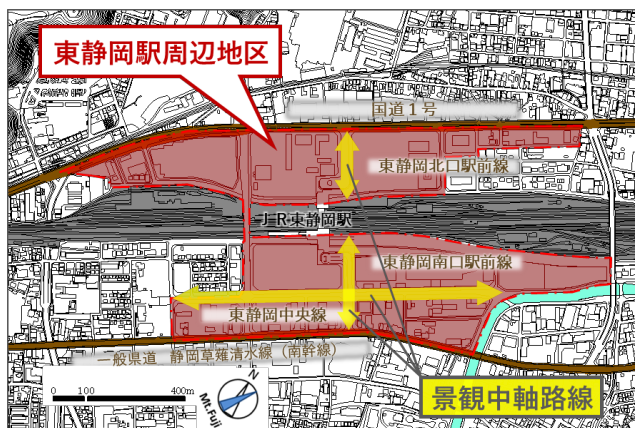 東静岡駅周辺地区
国道1号
東静岡北口駅前線
JR東静岡駅
東静岡南口駅前線
東静岡中央線
一般県道 静岡草薙清水線（南幹線）
景観中軸路線
0 100 400m
N
Mt.Fuji